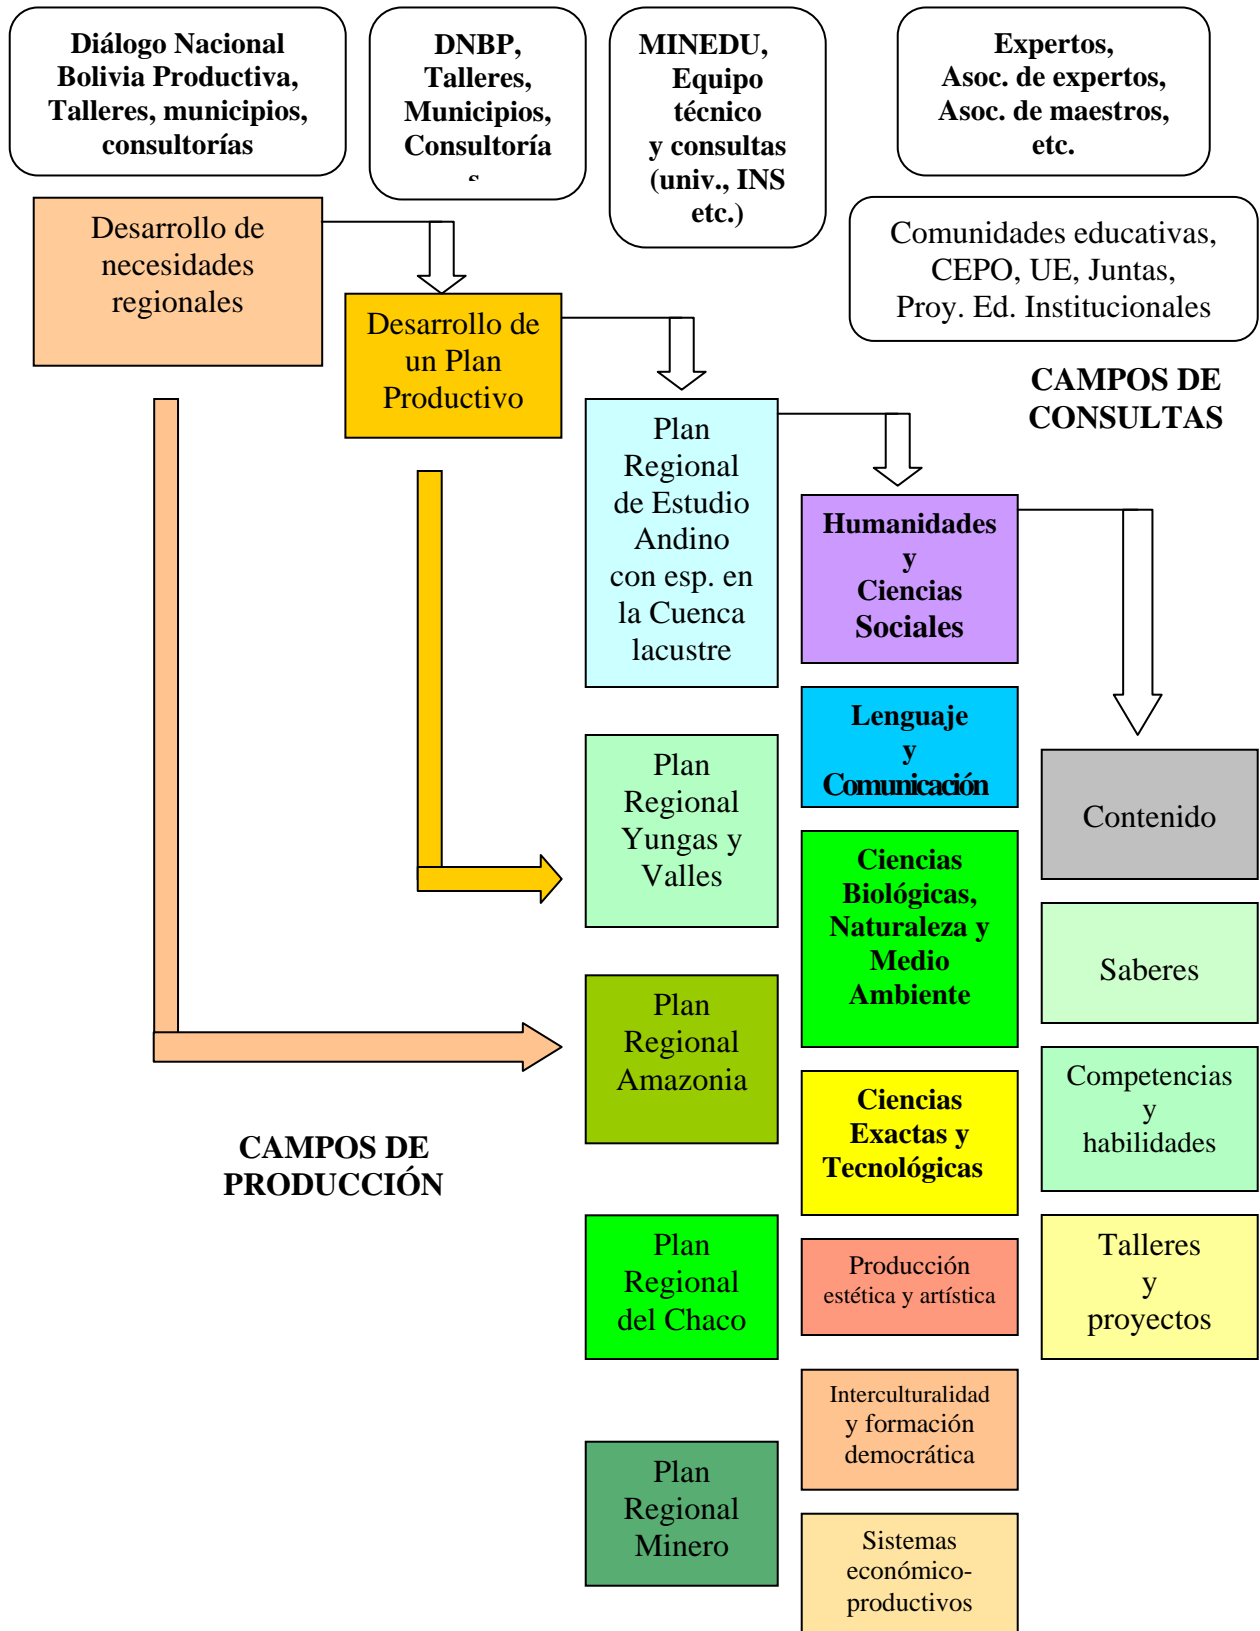 Diálogo Nacional
Bolivia Productiva,
Talleres, municipios,
consultorías
DNBP,
Talleres,
Municipios,
Consultoría
s
MINEDU,
Equipo
técnico
y consultas
(univ., INS
etc.)
Expertos,
Asoc. de expertos,
Asoc. de maestros,
etc.
Comunidades educativas,
CEPO, UE, Juntas,
Proy. Ed. Institucionales
CAMPOS DE
CONSULTAS
Desarrollo de
necesidades
regionales
Desarrollo de
un Plan
Productivo
Plan
Regional
de Estudio
Andino
con esp. en
la Cuenca
lacustre
Plan
Regional
Yungas y
Valles
Plan
Regional
Amazonia
Plan
Regional
del Chaco
Plan
Regional
Minero
CAMPOS DE
PRODUCCIÓN
Humanidades
y
Ciencias
Sociales
Lenguaje
y
Comunicación
Ciencias
Biológicas,
Naturaleza y
Medio
Ambiente
Ciencias
Exactas y
Tecnológicas
Producción
estética y artística
Interculturalidad
y formación
democrática
Sistemas
económico-
productivos
Contenido
Saberes
Competencias
y
habilidades
Talleres
y
proyectos